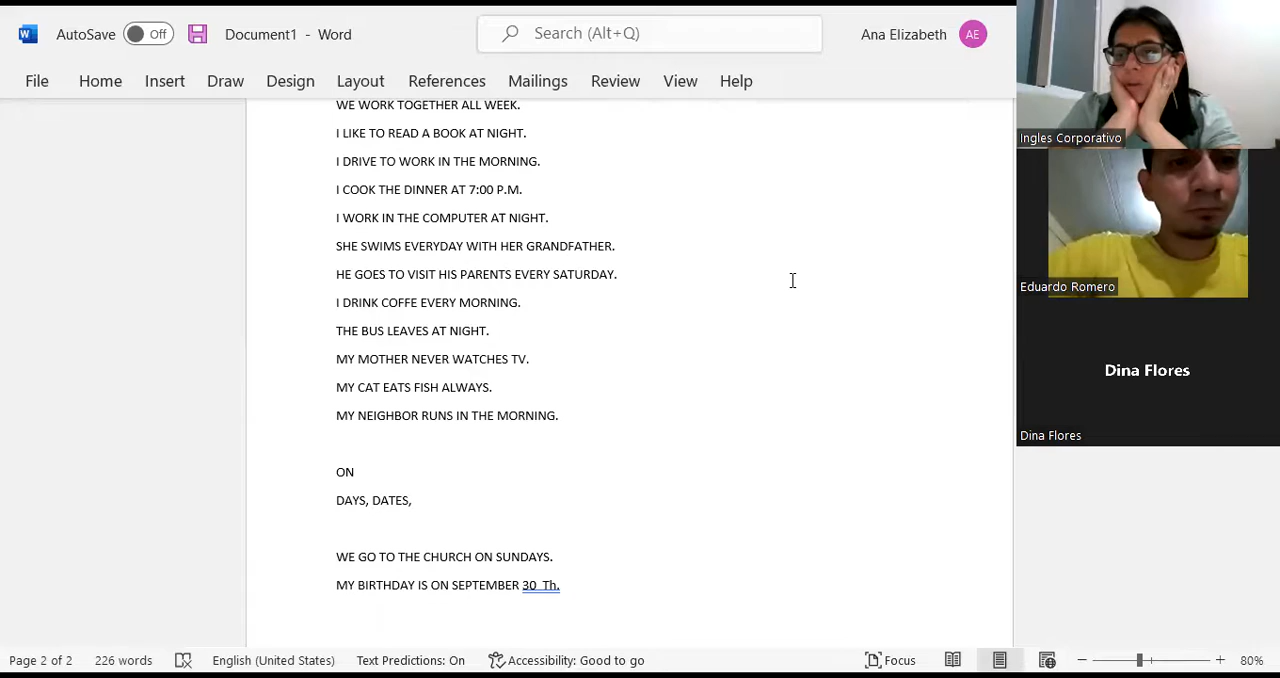 AutoSave Off Document1 - Word Search (Alt+Q) Ana Elizabeth AE
File Home Insert Draw Design Layout References Mailings Review View Help
WE WORK TOGETHER ALL WEEK.
I LIKE TO READ A BOOK AT NIGHT.
I DRIVE TO WORK IN THE MORNING.
I COOK THE DINNER AT 7:00 P.M.
I WORK IN THE COMPUTER AT NIGHT.
SHE SWIMS EVERYDAY WITH HER GRANDFATHER.
HE GOES TO VISIT HIS PARENTS EVERY SATURDAY.
I DRINK COFFE EVERY MORNING.
THE BUS LEAVES AT NIGHT.
MY MOTHER NEVER WATCHES TV.
MY CAT EATS FISH ALWAYS.
MY NEIGHBOR RUNS IN THE MORNING.
ON
DAYS, DATES,
WE GO TO THE CHURCH ON SUNDAYS.
MY BIRTHDAY IS ON SEPTEMBER 30 Th.
Page 2 of 2 226 words English (United States) Text Predictions: On Accessibility: Good to go Focus 80%
Ingles Corporativo
Eduardo Romero
Dina Flores
Dina Flores